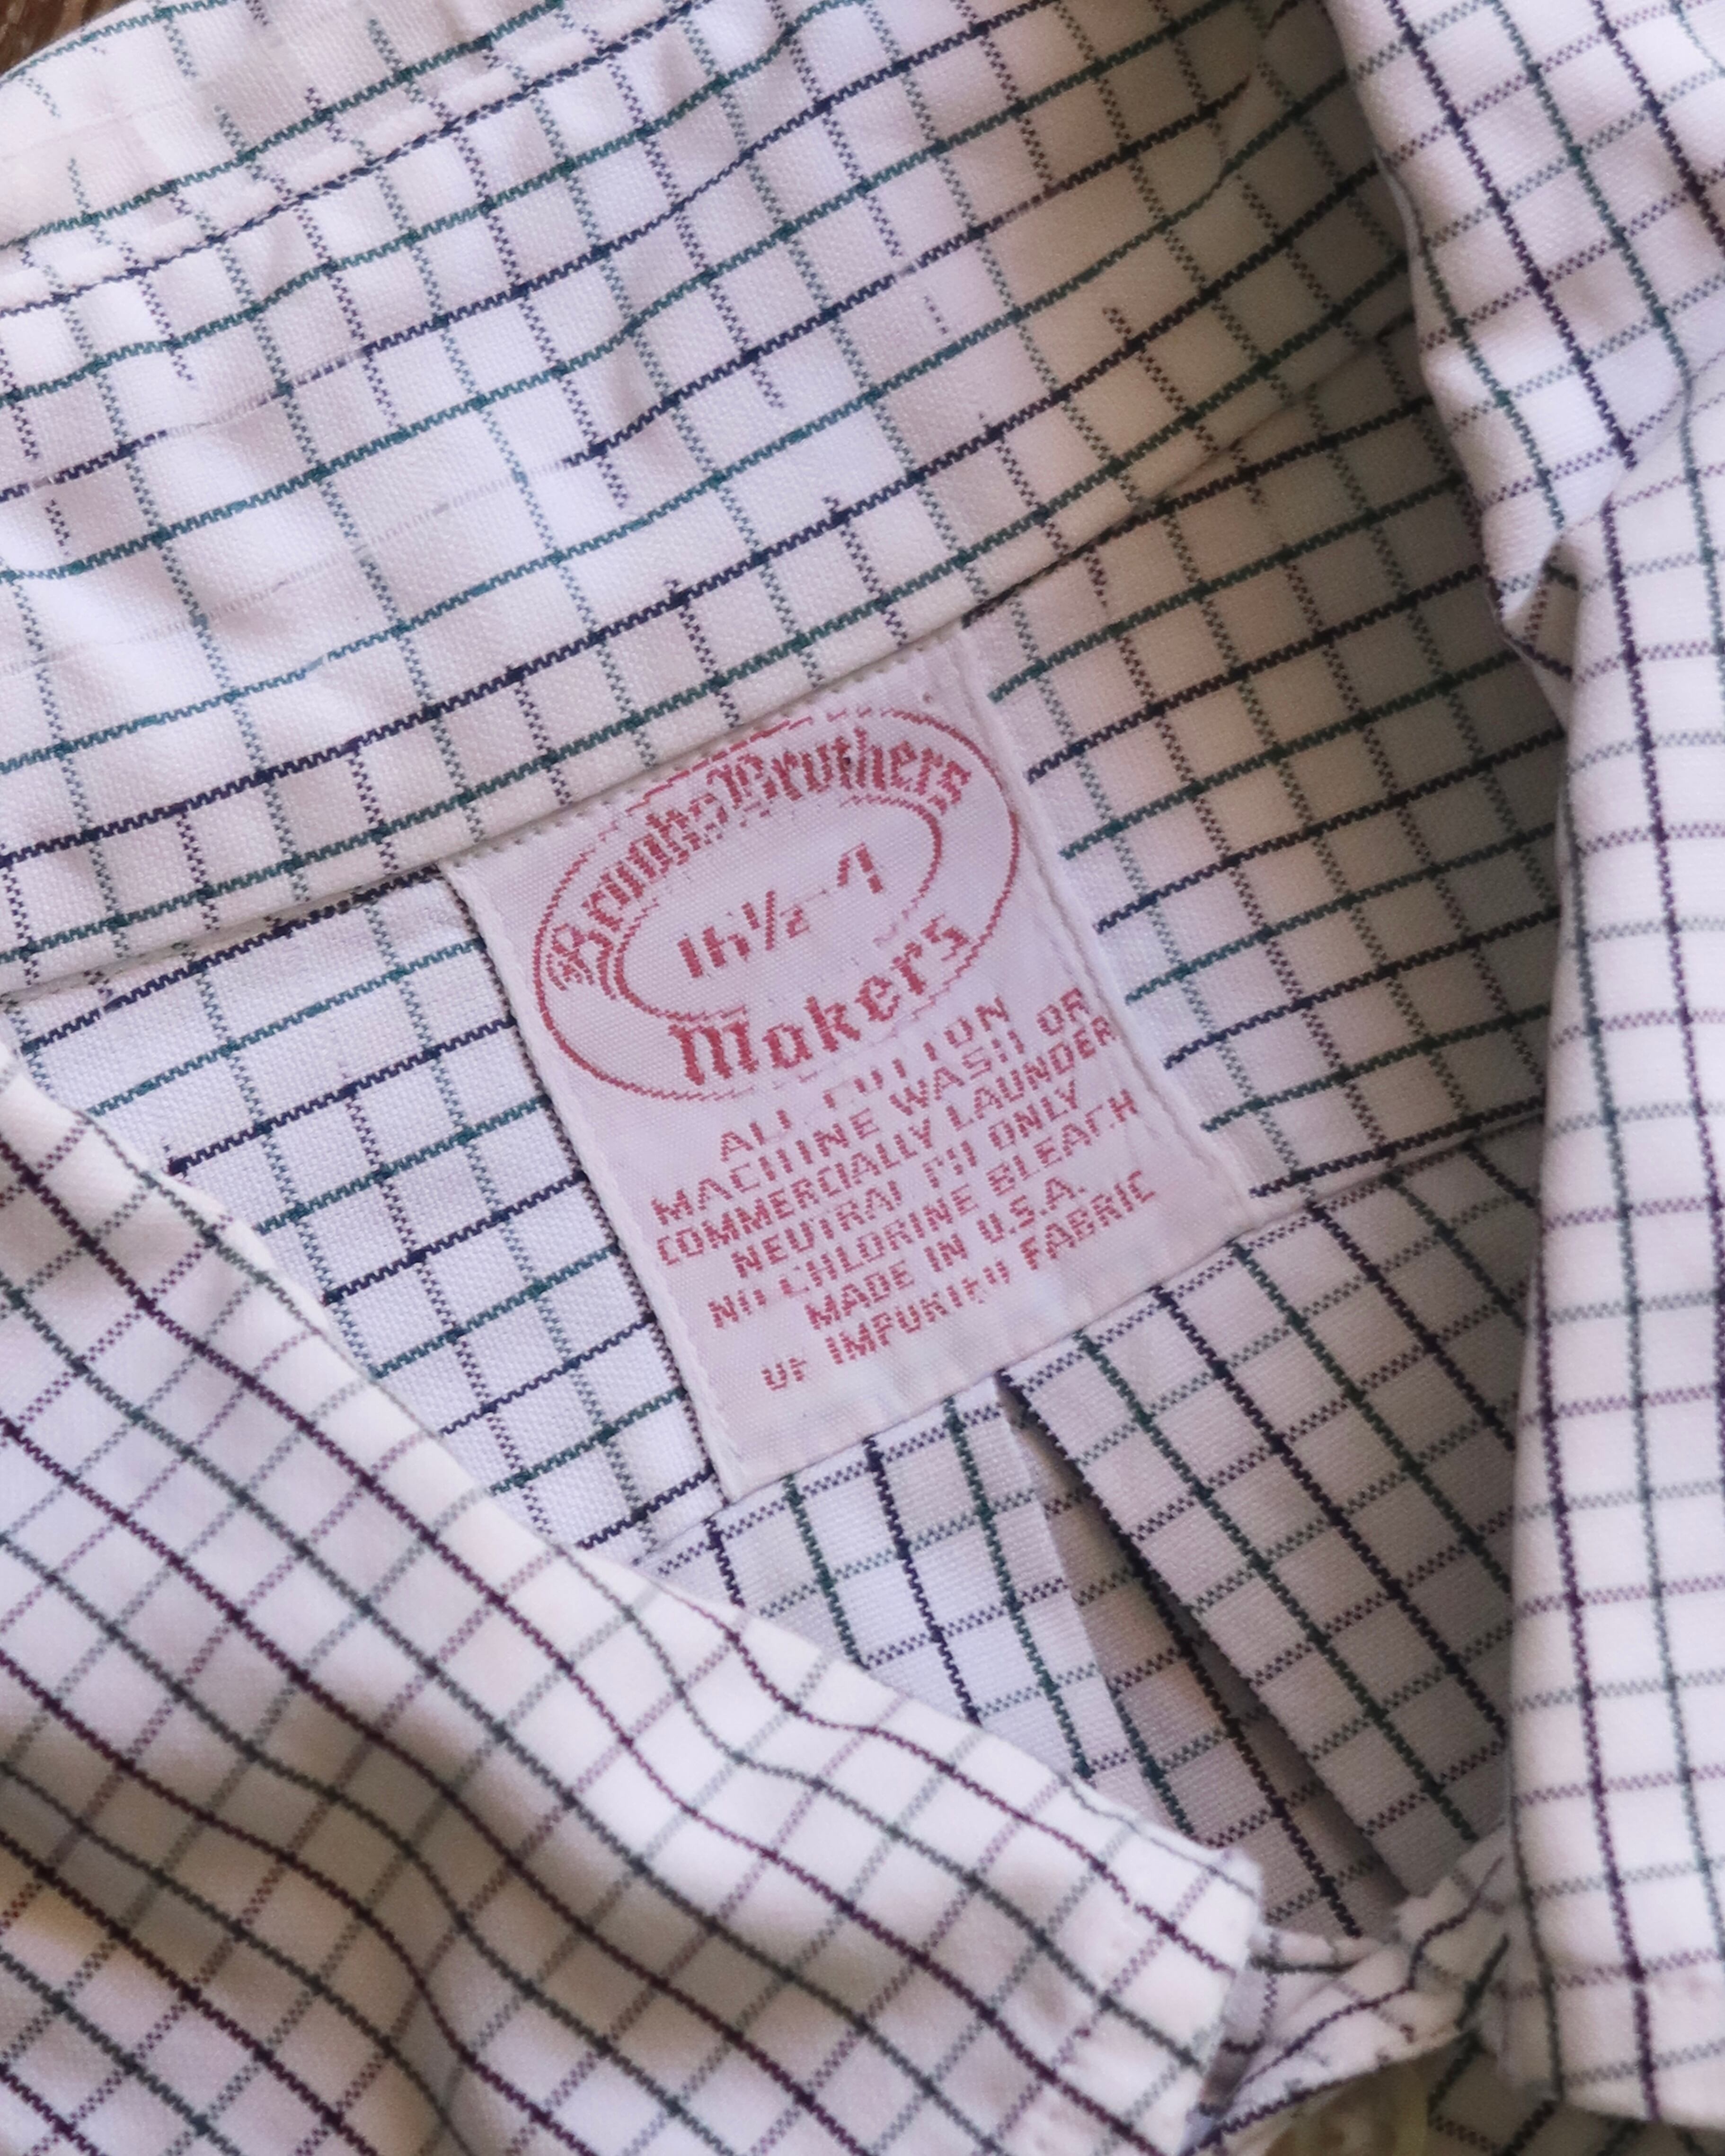 Brooks Brothers
16½-4
Makers
ALL COTTON
MACHINE WASH OR
COMMERCIALLY LAUNDER
NEUTRAL PH ONLY
NO CHLORINE BLEACH
MADE IN U.S.A.
OF IMPORTED FABRIC